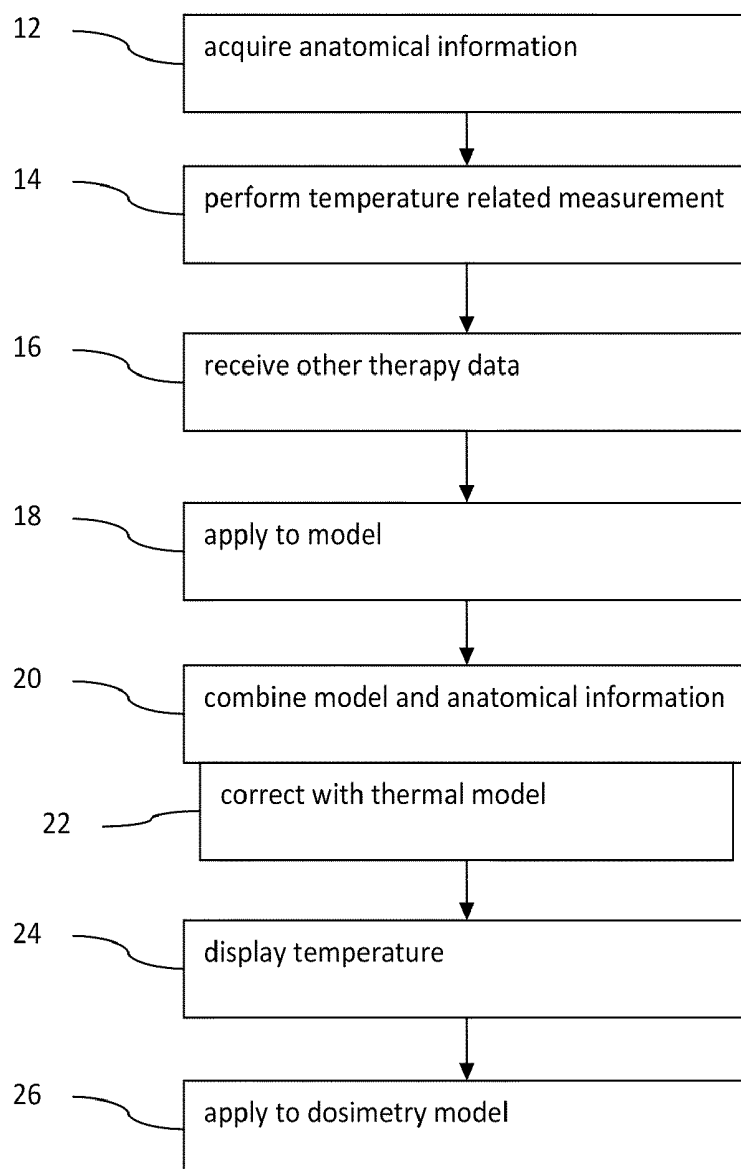 12
acquire anatomical information
14
perform temperature related measurement
16
receive other therapy data
18
apply to model
20
combine model and anatomical information
22
correct with thermal model
24
display temperature
26
apply to dosimetry model